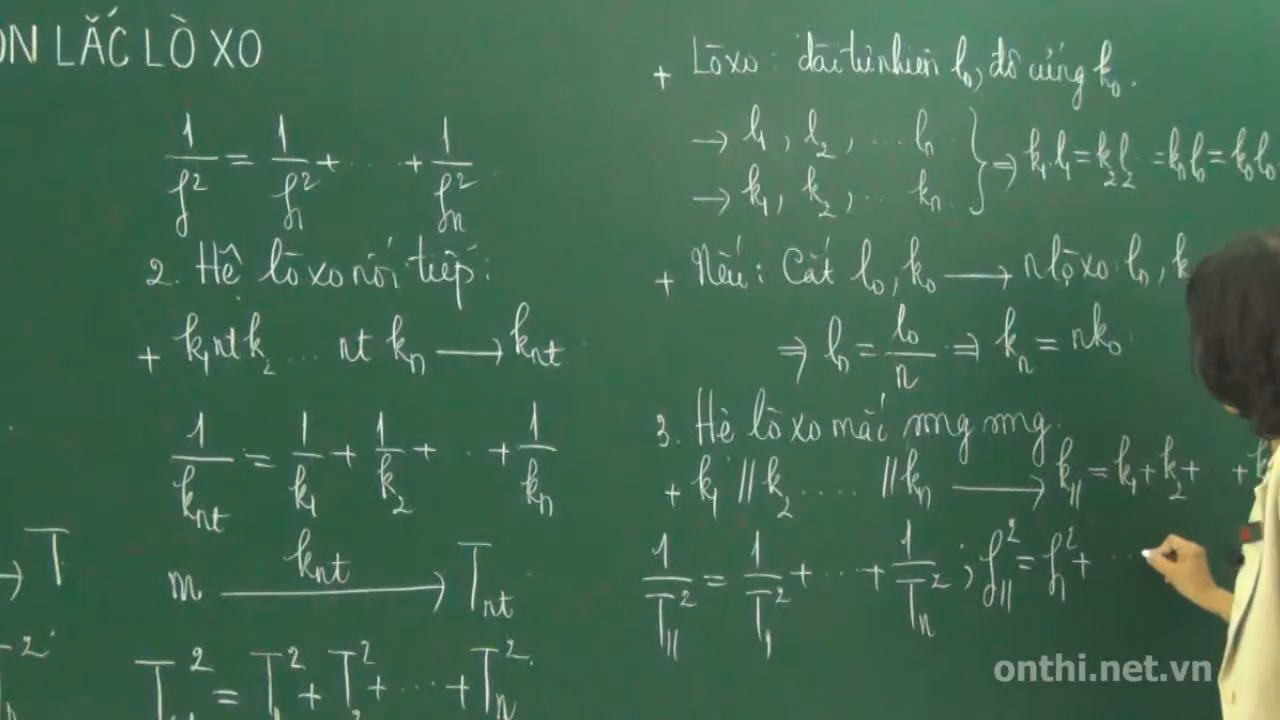 ON LẮC LÒ XO
1/f² = 1/f₁² + ... + 1/fₙ²
2. Hệ lò xo nối tiếp:
+ k₁ nt k₂ ... nt kₙ → kₙₜ
1/kₙₜ = 1/k₁ + 1/k₂ + ... + 1/kₙ
→ T
m —kₙₜ→ Tₙₜ
T² = T₁² + T₂² + ... + Tₙ²
+ Lò xo: dài tự nhiên l₀, độ cứng k₀.
→ l₁, l₂, ... lₙ
→ k₁, k₂, ... kₙ } ⇒ k₁l₁ = k₂l₂ = kₙlₙ = k₀l₀
+ Nếu: Cắt l₀, k₀ → n lò xo: lₙ, k
⇒ lₙ = l₀/n ⇒ kₙ = nk₀
3. Hệ lò xo mắc song song.
+ k₁ // k₂ .... // kₙ → k// = k₁ + k₂ + ... + k
1/T//² = 1/T₁² + ... + 1/Tₙ² ; f//² = f₁² + ...
onthi.net.vn